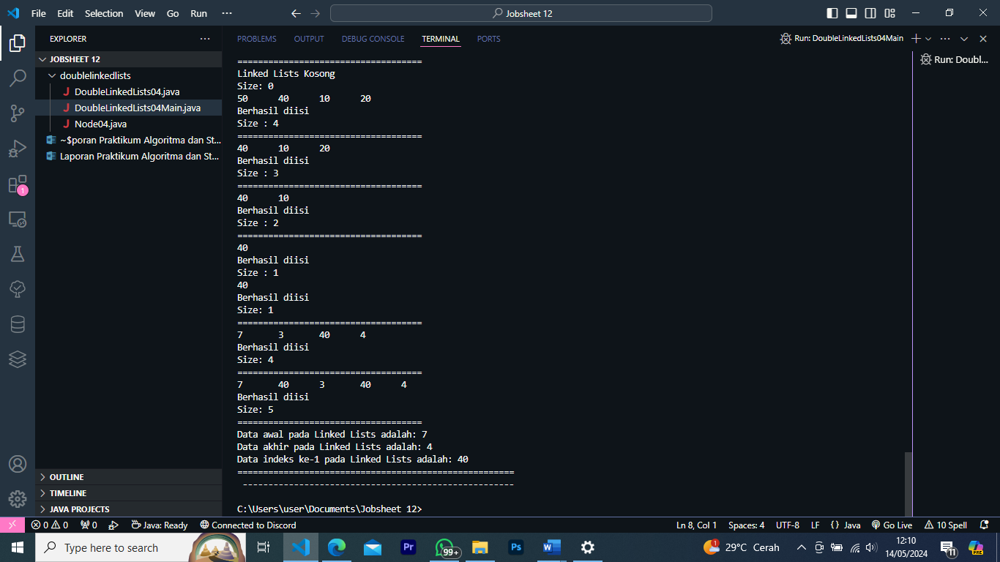 File Edit Selection View Go Run ··· Jobsheet 12
EXPLORER ···
JOBSHEET 12
doublelinkedlists
J DoubleLinkedLists04.java
J DoubleLinkedLists04Main.java
J Node04.java
~$poran Praktikum Algoritma dan St...
Laporan Praktikum Algoritma dan St...
OUTLINE
TIMELINE
JAVA PROJECTS
1
PROBLEMS OUTPUT DEBUG CONSOLE TERMINAL PORTS
Run: DoubleLinkedLists04Main
Run: Doubl...
====================================
Linked Lists Kosong
Size: 0
50 40 10 20
Berhasil diisi
Size : 4
====================================
40 10 20
Berhasil diisi
Size : 3
====================================
40 10
Berhasil diisi
Size : 2
====================================
40
Berhasil diisi
Size : 1
40
Berhasil diisi
Size: 1
====================================
7 3 40 4
Berhasil diisi
Size: 4
====================================
7 40 3 40 4
Berhasil diisi
Size: 5
====================================
Data awal pada Linked Lists adalah: 7
Data akhir pada Linked Lists adalah: 4
Data indeks ke-1 pada Linked Lists adalah: 40
======================================================
-----------------------------------------------------
C:\Users\user\Documents\Jobsheet 12>
0 0 0 Java: Ready Connected to Discord Ln 8, Col 1 Spaces: 4 UTF-8 LF {} Java Go Live 10 Spell
Type here to search Pr 99+ Ps W 1 29°C Cerah 12:10 11 PRE
14/05/2024